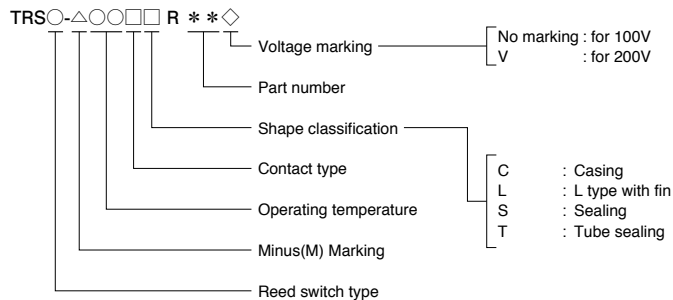 TRS○-△○○□□ R ＊＊◇
Voltage marking
No marking : for 100V
V : for 200V
Part number
Shape classification
C : Casing
L : L type with fin
S : Sealing
T : Tube sealing
Contact type
Operating temperature
Minus(M) Marking
Reed switch type